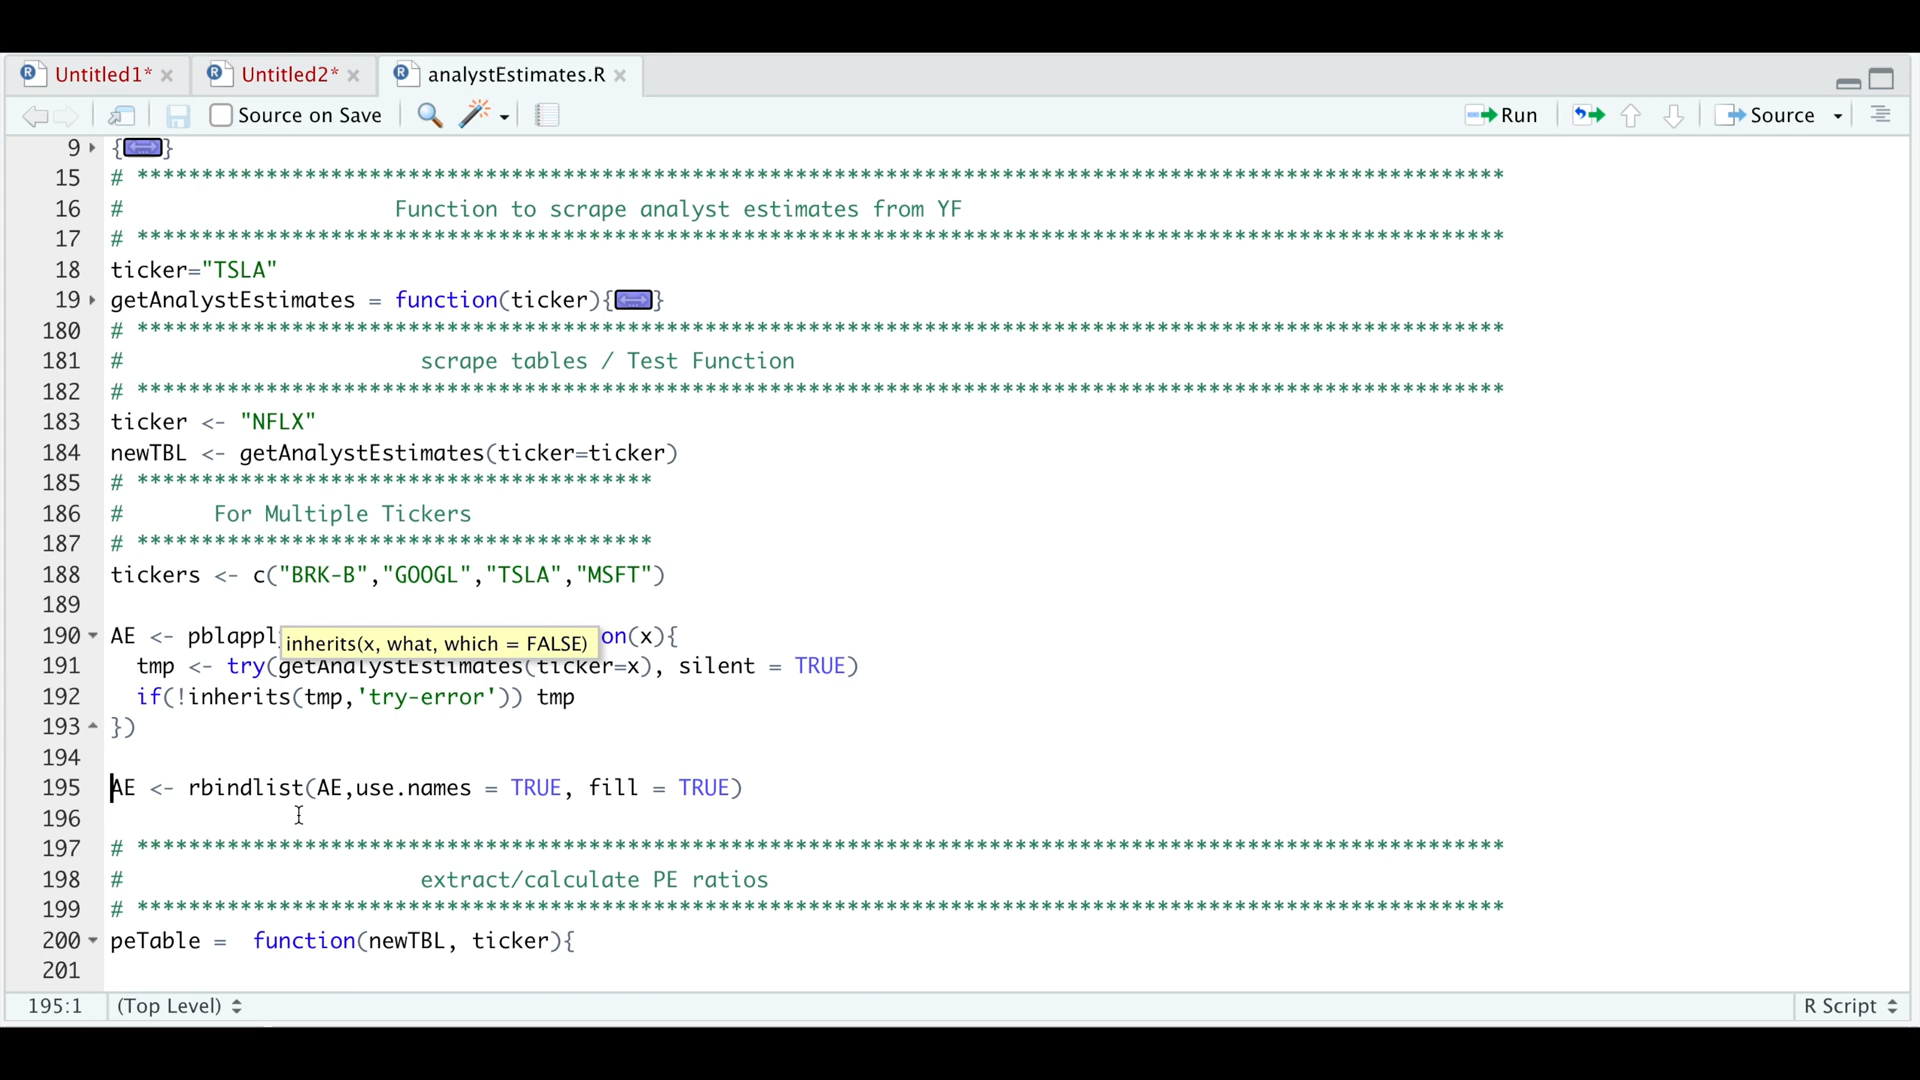 Untitled1* × Untitled2* × analystEstimates.R ×
Source on Save Run Source
9 {}
15 # **********************************************************************************************************
16 # Function to scrape analyst estimates from YF
17 # **********************************************************************************************************
18 ticker="TSLA"
19 getAnalystEstimates = function(ticker){}
180 # **********************************************************************************************************
181 # scrape tables / Test Function
182 # **********************************************************************************************************
183 ticker <- "NFLX"
184 newTBL <- getAnalystEstimates(ticker=ticker)
185 # ****************************************
186 # For Multiple Tickers
187 # ****************************************
188 tickers <- c("BRK-B","GOOGL","TSLA","MSFT")
189
190 AE <- pblappl on(x){
inherits(x, what, which = FALSE)
191 tmp <- try(getAnalystEstimates(ticker=x), silent = TRUE)
192 if(!inherits(tmp,'try-error')) tmp
193 })
194
195 AE <- rbindlist(AE,use.names = TRUE, fill = TRUE)
196
197 # **********************************************************************************************************
198 # extract/calculate PE ratios
199 # **********************************************************************************************************
200 peTable = function(newTBL, ticker){
201
195:1 (Top Level) R Script